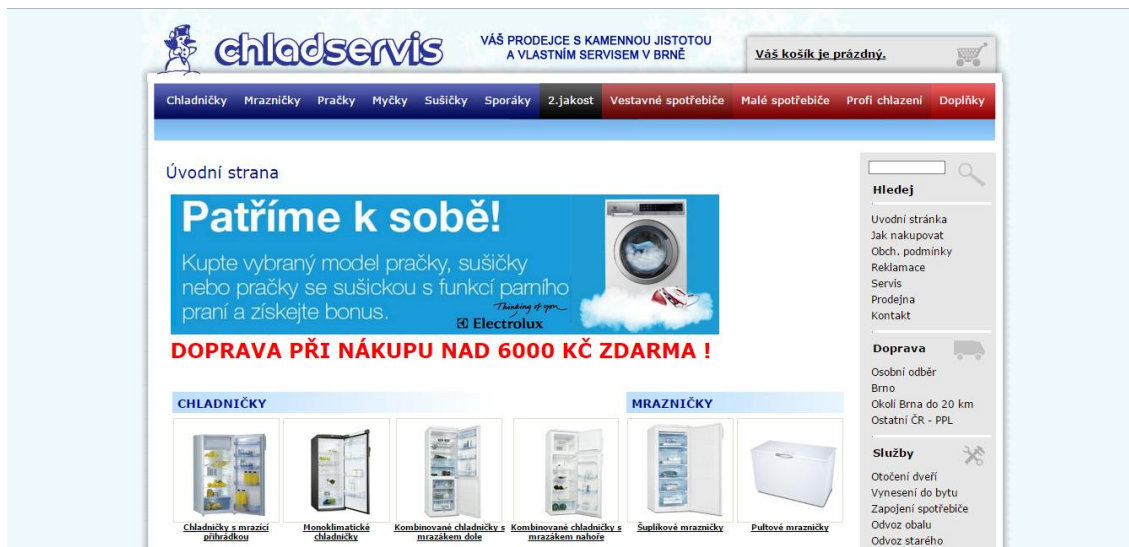 chladservis
VÁŠ PRODEJCE S KAMENNOU JISTOTOU
A VLASTNÍM SERVISEM V BRNĚ
Váš košík je prázdný.
Chladničky Mrazničky Pračky Myčky Sušičky Sporáky 2.jakost Vestavné spotřebiče Malé spotřebiče Profi chlazení Doplňky
Úvodní strana
Patříme k sobě!
Kupte vybraný model pračky, sušičky
nebo pračky se sušickou s funkcí parního
praní a získejte bonus.
Thinking of you
Electrolux
DOPRAVA PŘI NÁKUPU NAD 6000 KČ ZDARMA !
CHLADNIČKY
Chladničky s mrazící
přihrádkou
Monoklimatické
chladničky
Kombinované chladničky s
mrazákem dole
Kombinované chladničky s
mrazákem nahoře
MRAZNIČKY
Šuplíkové mrazničky
Pultové mrazničky
Hledej
Uvodní stránka
Jak nakupovat
Obch. podmínky
Reklamace
Servis
Prodejna
Kontakt
Doprava
Osobní odběr
Brno
Okolí Brna do 20 km
Ostatní ČR - PPL
Služby
Otočení dveří
Vynesení do bytu
Zapojení spotřebiče
Odvoz obalu
Odvoz starého